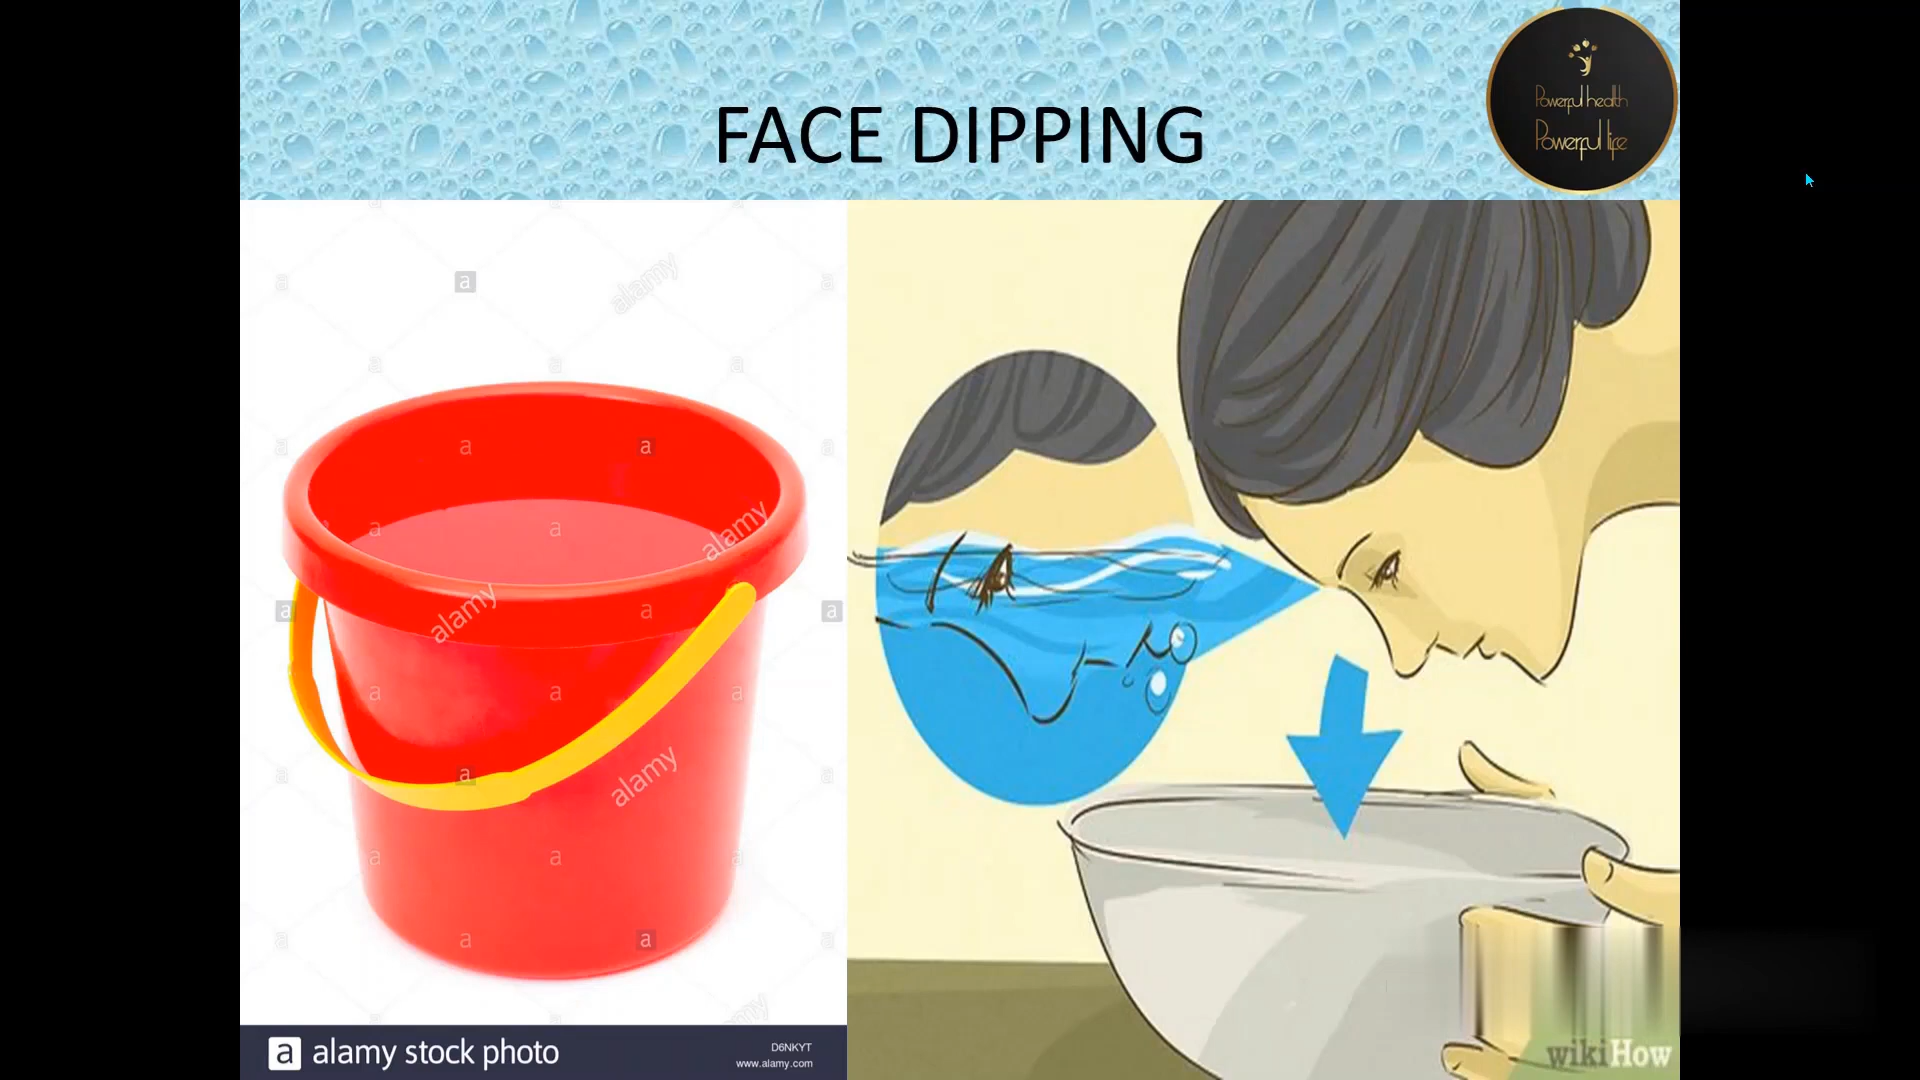 FACE DIPPING
Powerful health
Powerful life
alamy
alamy
alamy
alamy
a alamy stock photo
D6NKYT
www.alamy.com
wikiHow